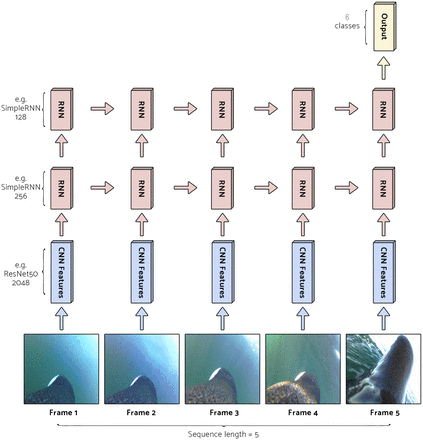 6
classes
Output
e.g.
SimpleRNN
128
RNN
RNN
RNN
RNN
RNN
e.g.
SimpleRNN
256
RNN
RNN
RNN
RNN
RNN
e.g.
ResNet50
2048
CNN Features
CNN Features
CNN Features
CNN Features
CNN Features
Frame 1
Frame 2
Frame 3
Frame 4
Frame 5
Sequence length = 5